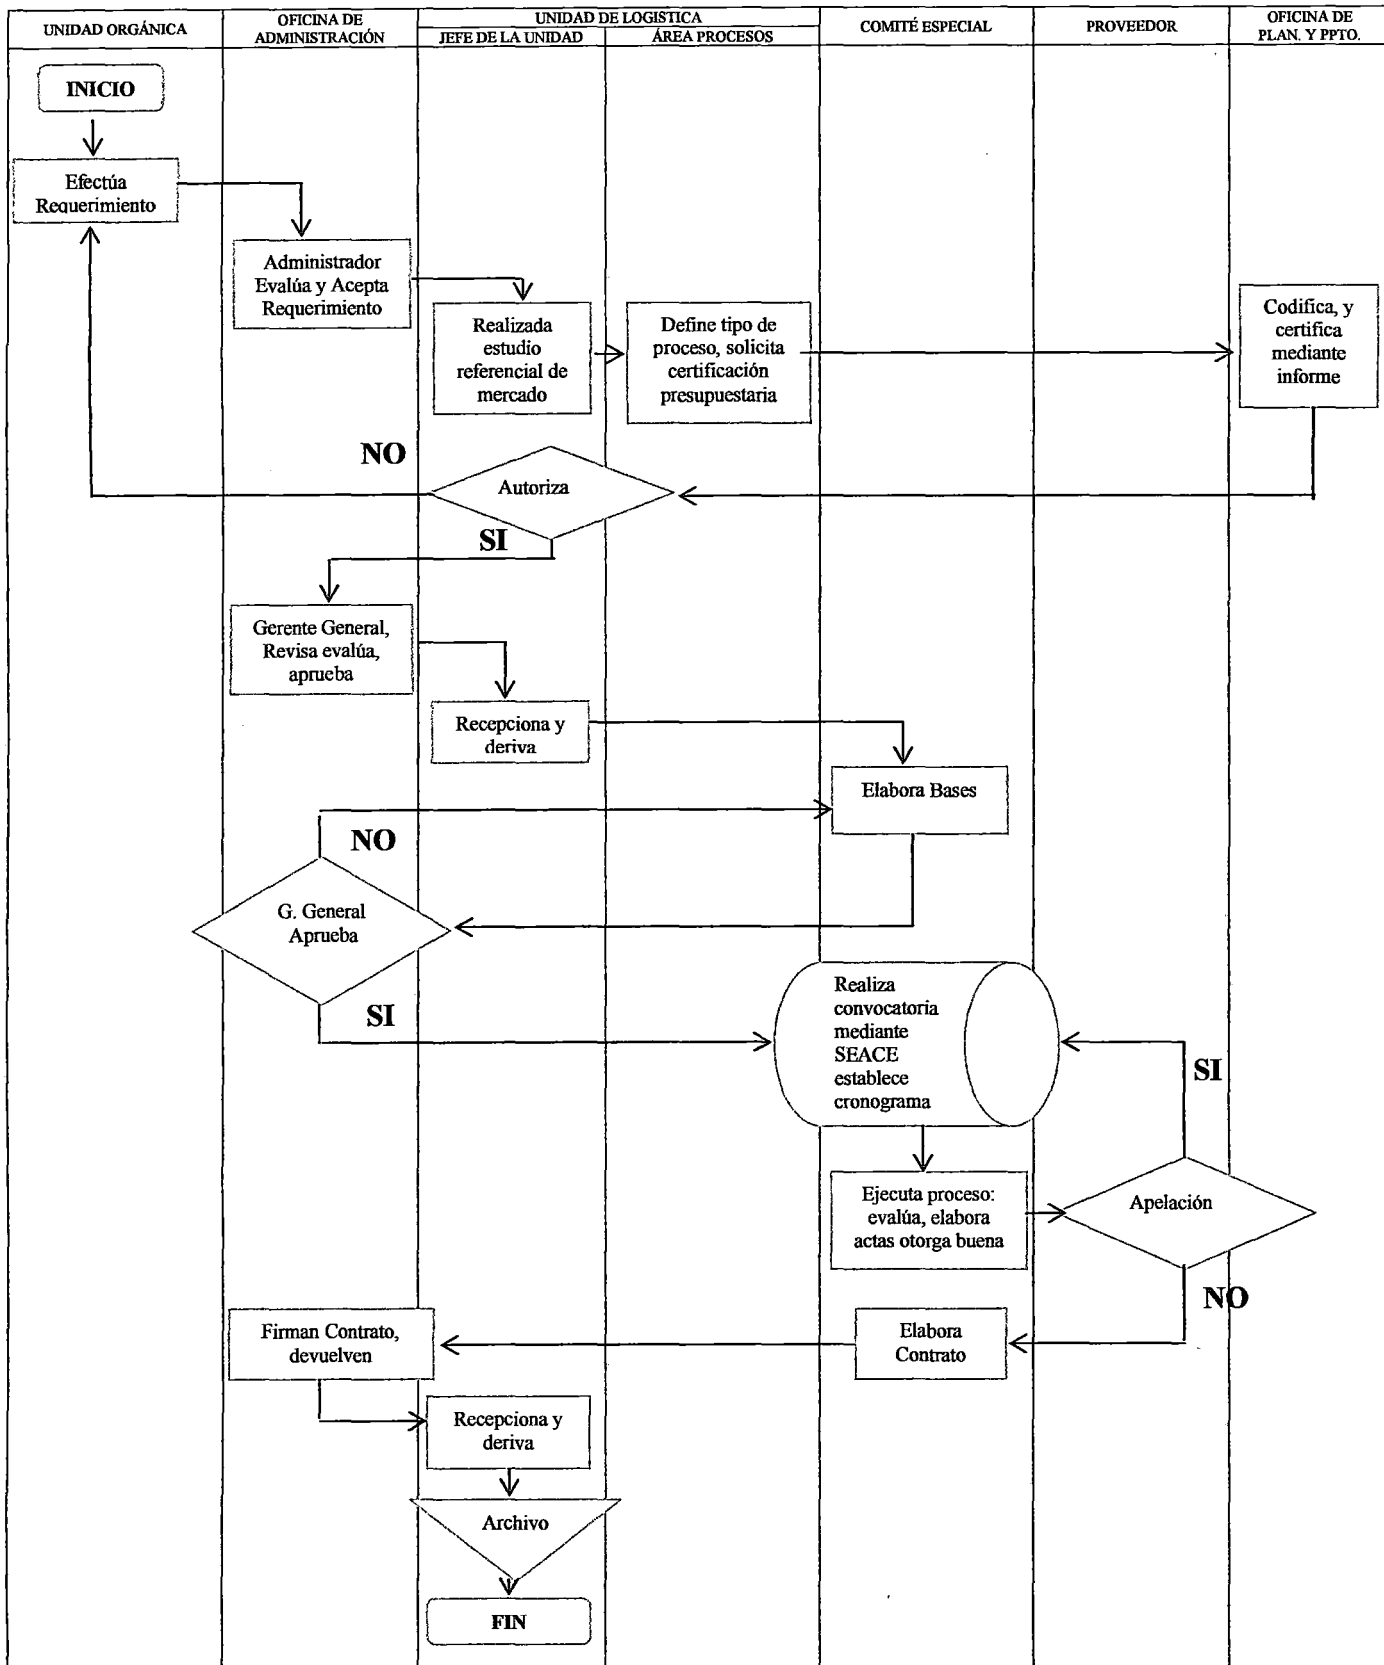 UNIDAD ORGÁNICA
OFICINA DE
ADMINISTRACIÓN
UNIDAD DE LOGISTICA
JEFE DE LA UNIDAD
ÁREA PROCESOS
COMITÉ ESPECIAL
PROVEEDOR
OFICINA DE
PLAN. Y PPTO.
INICIO
Efectúa
Requerimiento
Administrador
Evalúa y Acepta
Requerimiento
Realizada
estudio
referencial de
mercado
Define tipo de
proceso, solicita
certificación
presupuestaria
Codifica, y
certifica
mediante
informe
NO
Autoriza
SI
Gerente General,
Revisa evalúa,
aprueba
Recepciona y
deriva
Elabora Bases
NO
G. General
Aprueba
SI
Realiza
convocatoria
mediante
SEACE
establece
cronograma
SI
Ejecuta proceso:
evalúa, elabora
actas otorga buena
Apelación
NO
Elabora
Contrato
Firman Contrato,
devuelven
Recepciona y
deriva
Archivo
FIN